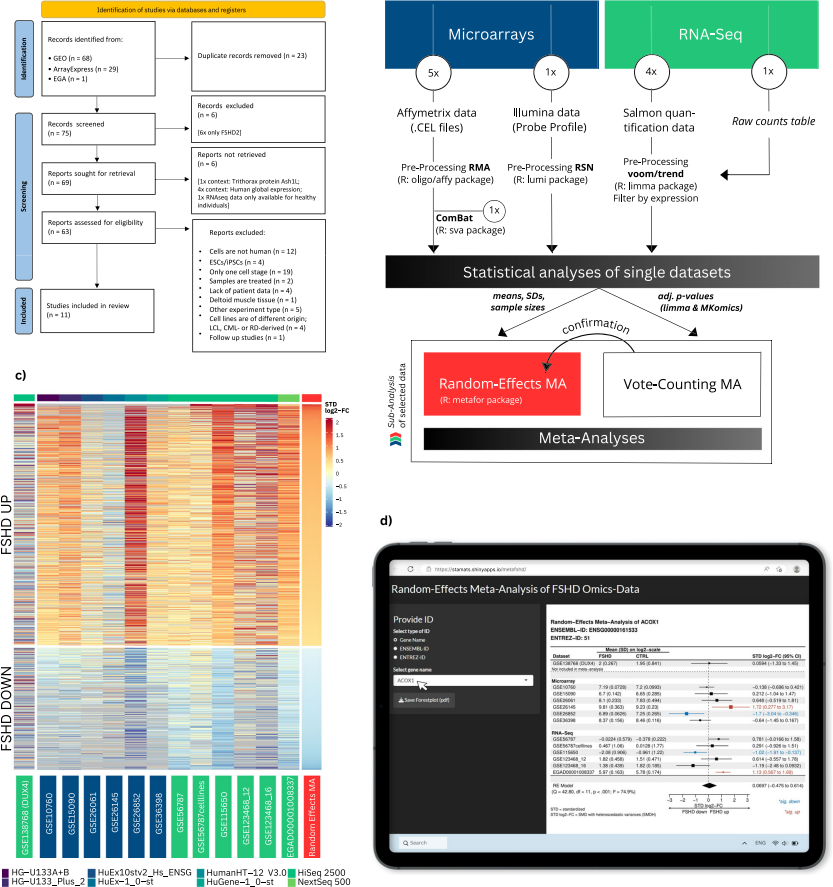 Identification of studies via databases and registers
Identification
Records identified from:
• GEO (n = 68)
• ArrayExpress (n = 29)
• EGA (n = 1)
Duplicate records removed (n = 23)
Screening
Records screened
(n = 75)
Records excluded
(n = 6)
[6x only FSHD2]
Reports sought for retrieval
(n = 69)
Reports not retrieved
(n = 6)
[1x context: Trithorax protein Ash1L;
4x context: Human global expression;
1x RNAseq data only available for healthy
individuals]
Reports assessed for eligibility
(n = 63)
Reports excluded:
• Cells are not human (n = 12)
• ESCs/iPSCs (n = 4)
• Only one cell stage (n = 19)
• Samples are treated (n = 2)
• Lack of patient data (n = 4)
• Deltoid muscle tissue (n = 1)
• Other experiment type (n = 5)
• Cell lines are of different origin;
LCL, CML- or RD-derived (n = 4)
• Follow up studies (n = 1)
Included
Studies included in review
(n = 11)
Microarrays
RNA-Seq
5x
1x
4x
1x
Affymetrix data
(.CEL files)
Illumina data
(Probe Profile)
Salmon quan-
tification data
Raw counts table
Pre-Processing RMA
(R: oligo/affy package)
Pre-Processing RSN
(R: lumi package)
Pre-Processing
voom/trend
(R: limma package)
Filter by expression
ComBat
(R: sva package)
1x
Statistical analyses of single datasets
means, SDs,
sample sizes
adj. p-values
(limma & MKomics)
confirmation
Sub-Analysis
of selected data
Random-Effects MA
(R: metafor package)
Vote-Counting MA
Meta-Analyses
c)
STD
log2-FC
2
1.5
1
0.5
0
-0.5
-1
-1.5
-2
FSHD UP
FSHD DOWN
GSE138768 (DUX4)
GSE10760
GSE15090
GSE26061
GSE26145
GSE26852
GSE36398
GSE56787
GSE56787celllines
GSE115650
GSE123468_12
GSE123468_16
EGAD00001008337
Random Effects MA
HG-U133A+B
HG-U133_Plus_2
HuEx10stv2_Hs_ENSG
HuEx-1_0-st
HumanHT-12 V3.0
HuGene-1_0-st
HiSeq 2500
NextSeq 500
d)
https://stamats.shinyapps.io/metafshd/
Random-Effects Meta-Analysis of FSHD Omics-Data
Provide ID
Select type of ID
Gene Name
ENSEMBL-ID
ENTREZ-ID
Select gene name
ACOX1
Save Forestplot (pdf)
Random-Effects Meta-Analysis of ACOX1
ENSEMBL-ID: ENSG00000161533
ENTREZ-ID: 51
Mean (SD) on log2-scale
Dataset FSHD CTRL STD log2-FC (95% CI)
GSE138768 (DUX4) 2 (0.267) 1.95 (0.841) 0.0594 (-1.33 to 1.45)
Not included in meta-analysis
Microarray
GSE10760 7.19 (0.0728) 7.2 (0.0993) -0.138 (-0.696 to 0.421)
GSE15090 6.7 (0.142) 6.65 (0.285) 0.212 (-1.04 to 1.47)
GSE26061 8.1 (0.233) 7.93 (0.244) 0.648 (-0.519 to 1.81)
GSE26145 9.61 (0.363) 9.23 (0.23) 1.72 (0.277 to 3.17)
GSE26852 6.89 (0.0626) 7.25 (0.265) -1.7 (-3.04 to -0.346)
GSE36398 8.37 (0.156) 8.46 (0.116) -0.64 (-1.45 to 0.167)
RNA-Seq
GSE56787 -0.0224 (0.579) -0.378 (0.222) 0.781 (-0.0166 to 1.58)
GSE56787celllines 0.467 (1.06) 0.0128 (1.77) 0.291 (-0.926 to 1.51)
GSE115650 -2.08 (0.906) -0.961 (1.22) -1.02 (-1.91 to -0.137)
GSE123468_12 1.82 (0.458) 1.51 (0.471) 0.614 (-0.557 to 1.78)
GSE123468_16 1.38 (0.439) 1.82 (0.195) -1.19 (-2.46 to 0.0932)
EGAD00001008337 5.97 (0.163) 5.78 (0.174) 1.13 (0.567 to 1.69)
RE Model 0.0697 (-0.475 to 0.614)
(Q = 42.80, df = 11, p < .001; I² = 74.9%)
-3 -2 -1 0 1 2 3
STD log2-FC
FSHD down FSHD up
*sig. down
*sig. up
STD = standardized
STD log2-FC = SMD with heteroscedastic variances (SMDH)
Search
ENG